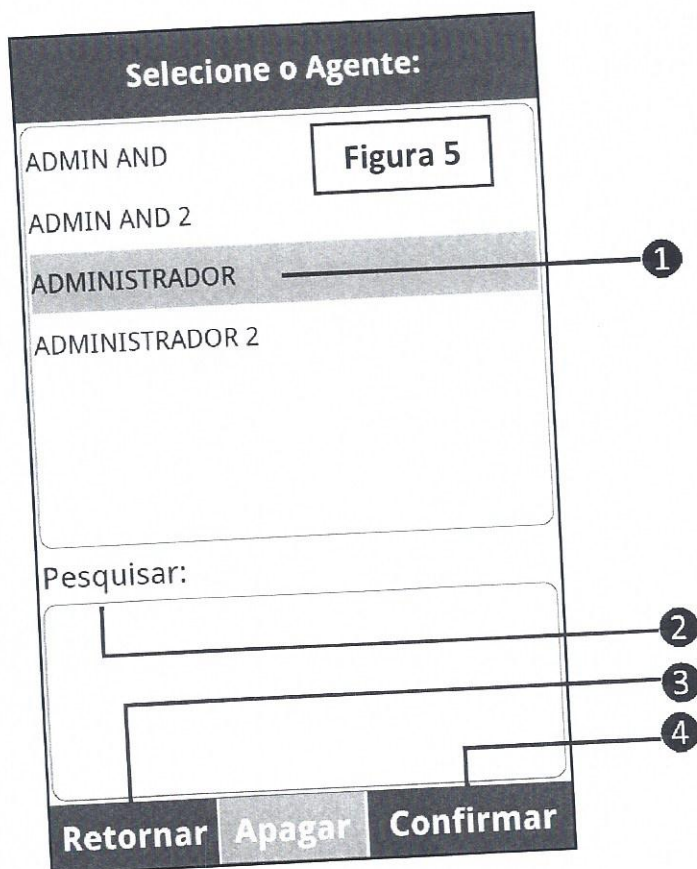 Selecione o Agente:
ADMIN AND
Figura 5
ADMIN AND 2
ADMINISTRADOR
1
ADMINISTRADOR 2
Pesquisar:
2
3
4
Retornar Apagar Confirmar